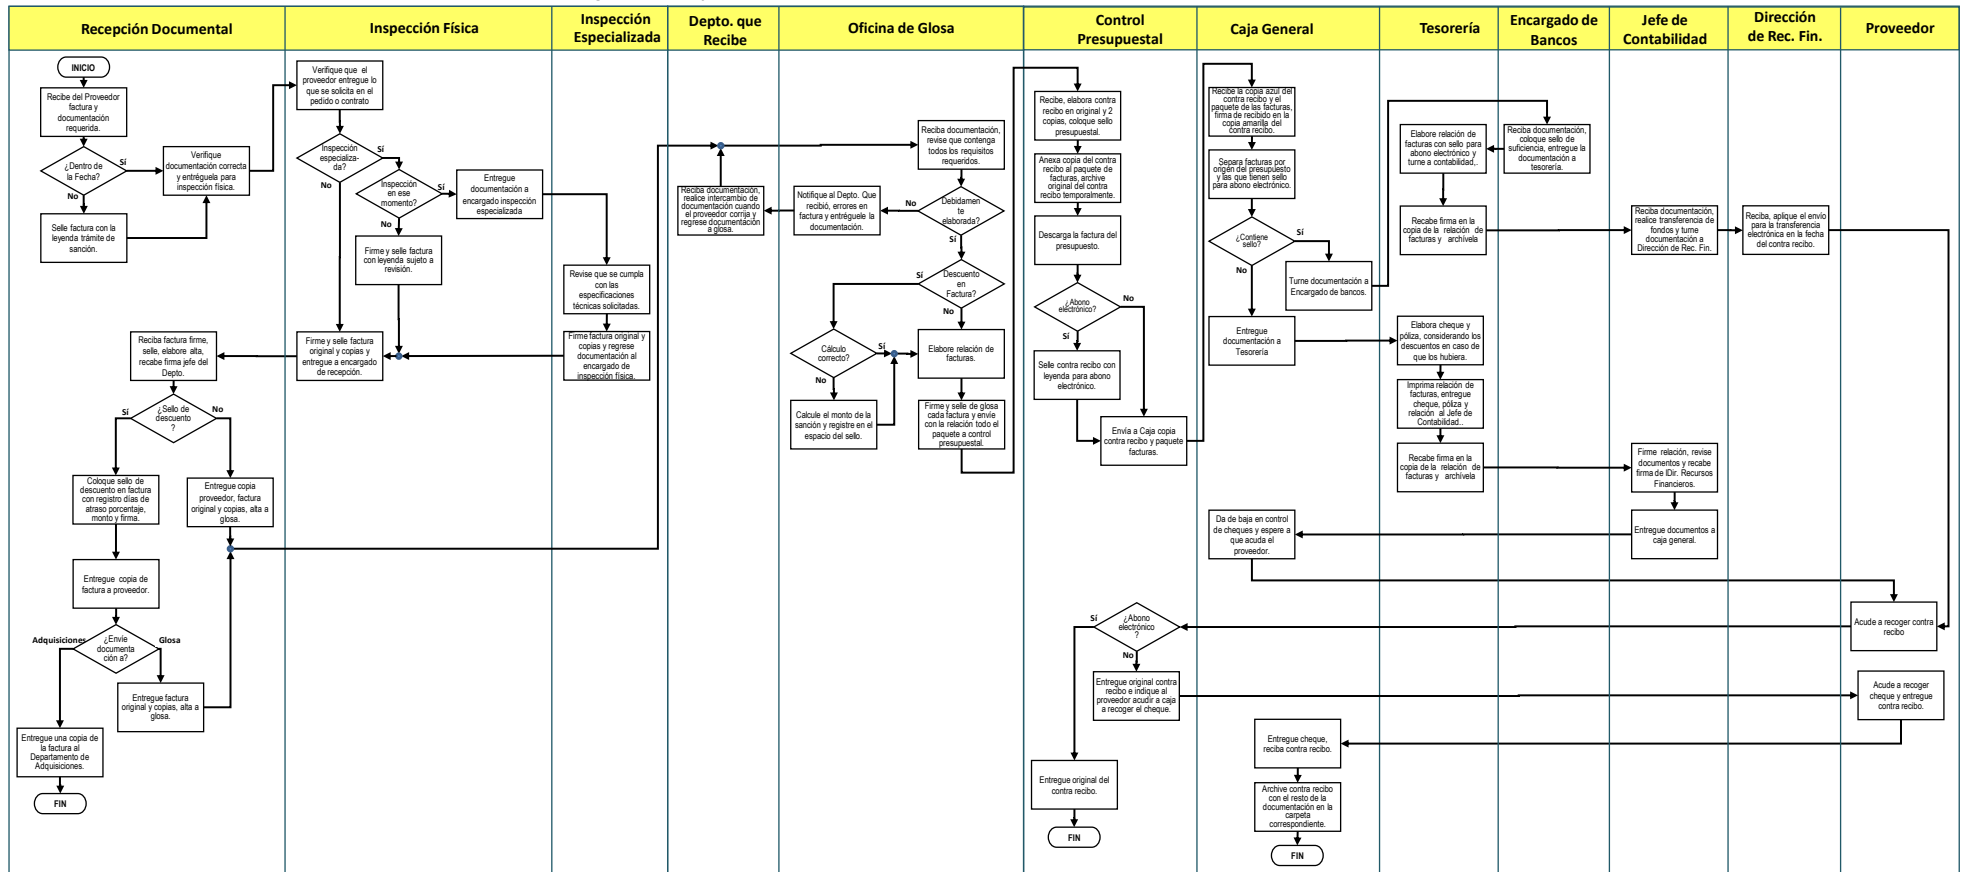 Recepción Documental
Inspección Física
Inspección
Especializada
Depto. que
Recibe
Oficina de Glosa
Control
Presupuestal
Caja General
Tesorería
Encargado de
Bancos
Jefe de
Contabilidad
Dirección
de Rec. Fin.
Proveedor
INICIO
Recibe del Proveedor
factura y
documentación
requerida.
¿Dentro de
la Fecha?
Sí
No
Verifique
documentación correcta
y entréguela para
inspección física.
Selle factura con la
leyenda trámite de
sanción.
Reciba factura firme,
selle, elabore alta,
recabe firma jefe del
Depto.
¿Sello de
descuento
?
Sí
No
Coloque sello de
descuento en factura
con registro días de
atraso porcentaje,
monto y firma.
Entregue copia
proveedor, factura
original y copias, alta a
glosa.
Entregue copia de
factura a proveedor.
¿Envíe
documenta
ción a?
Adquisiciones
Glosa
Entregue factura
original y copias, alta a
glosa.
Entregue una copia de
la factura al
Departamento de
Adquisiciones.
FIN
Verifique que el
proveedor entregue lo
que se solicita en el
pedido o contrato
Inspección
especializa-
da?
Sí
No
Inspección
en ese
momento?
Sí
No
Entregue
documentación a
encargado inspección
especializada
Firme y selle factura
con leyenda sujeto a
revisión.
Firme y selle factura
original y copias y
entregue a encargado
de recepción.
Revise que se cumpla
con las
especificaciones
técnicas solicitadas.
Firme factura original y
copias y regrese
documentación al
encargado de
inspección física.
Reciba documentación,
realice intercambio de
documentación cuando
el proveedor corrija y
regrese documentación
a glosa.
Reciba documentación,
revise que contenga
todos los requisitos
requeridos.
Notifique al Depto. Que
recibió, errores en
factura y entréguele la
documentación.
Debidamen
te
elaborada?
No
Sí
Descuento
en
Factura?
Sí
No
Cálculo
correcto?
Sí
No
Elabore relación de
facturas.
Calcule el monto de la
sanción y registre en el
espacio del sello.
Firme y selle de glosa
cada factura y envíe
con la relación todo el
paquete a control
presupuestal.
Recibe, elabora contra
recibo en original y 2
copias, coloque sello
presupuestal.
Anexa copia del contra
recibo al paquete de
facturas, archive
original del contra
recibo temporalmente.
Descarga la factura del
presupuesto.
¿Abono
electrónico?
No
Sí
Selle contra recibo con
leyenda para abono
electrónico.
Envía a Caja copia
contra recibo y paquete
facturas.
¿Abono
electrónico
?
Sí
No
Entregue original contra
recibo e indique al
proveedor acudir a caja
a recoger el cheque.
Entregue original del
contra recibo.
FIN
Recibe la copia azul del
contra recibo y el
paquete de las facturas,
firma de recibido en la
copia amarilla del
contra recibo.
Separa facturas por
origen del presupuesto
y las que tienen sello
para abono electrónico.
¿Contiene
sello?
Sí
No
Turne documentación a
Encargado de bancos.
Entregue
documentación a
Tesorería
Da de baja en control
de cheques y espere a
que acuda el
proveedor.
Entregue cheque,
reciba contra recibo.
Archive contra recibo
con el resto de la
documentación en la
carpeta
correspondiente.
FIN
Elabore relación de
facturas con sello para
abono electrónico y
turne a contabilidad,.
Recabe firma en la
copia de la relación de
facturas y archívela
Elabora cheque y
póliza, considerando los
descuentos en caso de
que los hubiera.
Imprima relación de
facturas, entregue
cheque, póliza y
relación al Jefe de
Contabilidad..
Recabe firma en la
copia de la relación de
facturas y archívela
Reciba documentación,
coloque sello de
suficiencia, entregue la
documentación a
tesorería.
Reciba documentación,
realice transferencia de
fondos y turne
documentación a
Dirección de Rec. Fin.
Firme relación, revise
documentos y recabe
firma de lDir. Recursos
Financieros.
Entregue documentos a
caja general.
Reciba, aplique el envío
para la transferencia
electrónica en la fecha
del contra recibo.
Acude a recoger contra
recibo
Acude a recoger
cheque y entregue
contra recibo.